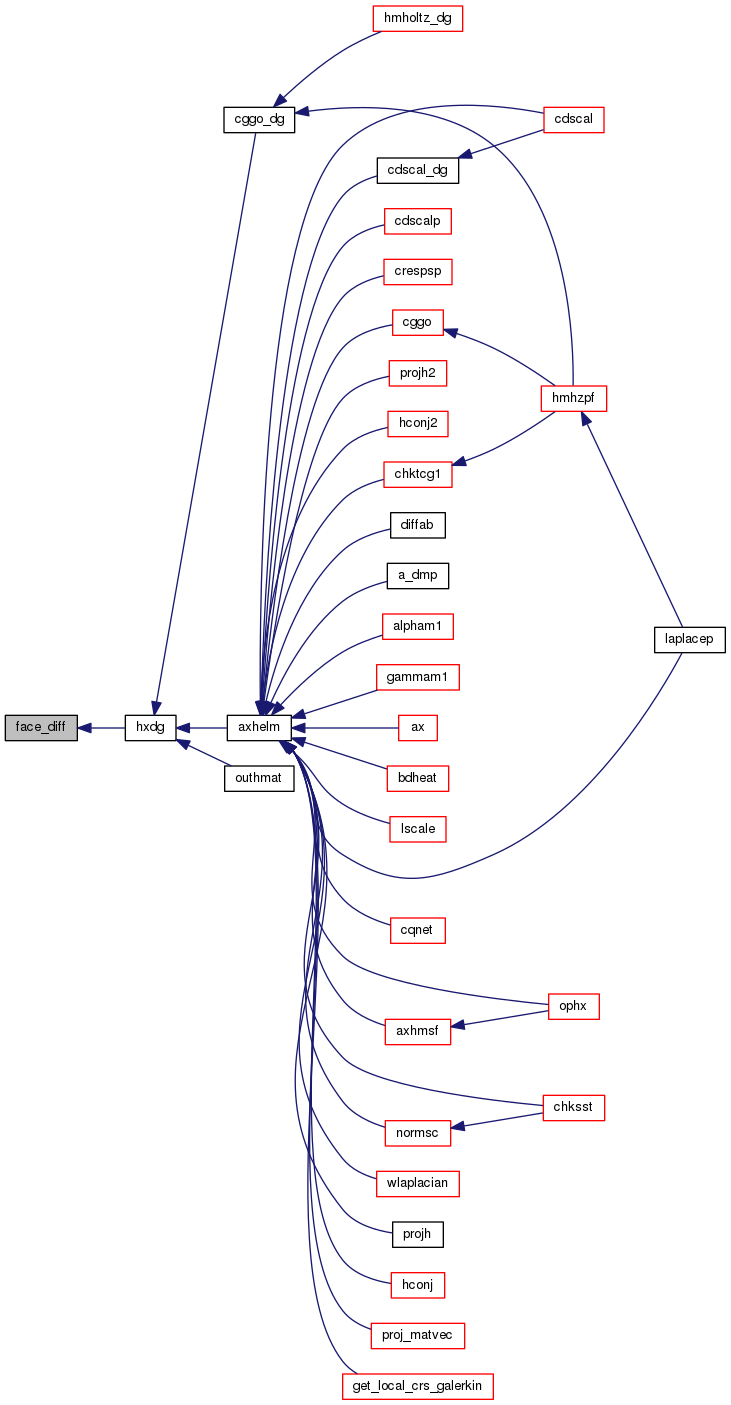 hmholtz_dg
cggo_dg
cdscal
cdscal_dg
cdscalp
crespsp
cggo
projh2
hmhzpf
hconj2
chktcg1
diffab
a_dmp
alpham1
laplacep
gammam1
face_diff
hxdg
axhelm
ax
outhmat
bdheat
lscale
cqnet
ophx
axhmsf
chksst
normsc
wlaplacian
projh
hconj
proj_matvec
get_local_crs_galerkin